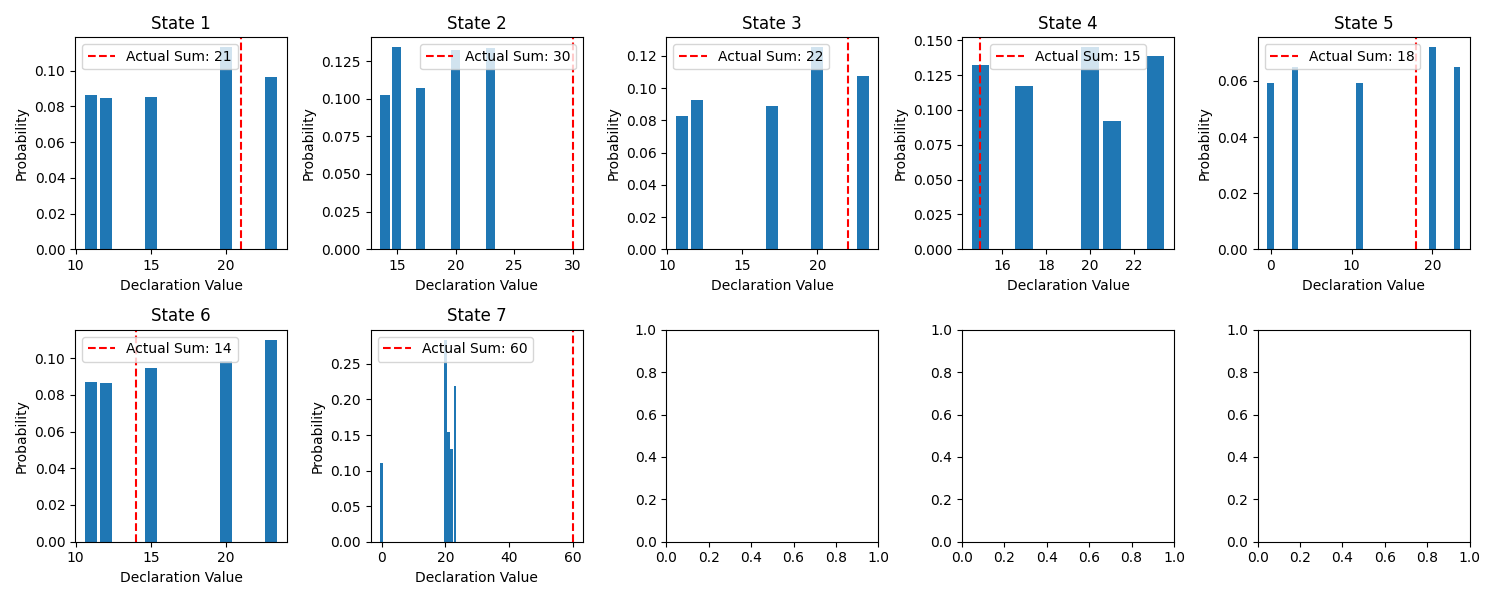 State 1
Actual Sum: 21
Probability
0.10
0.08
0.06
0.04
0.02
0.00
10 15 20
Declaration Value
State 2
Actual Sum: 30
Probability
0.125
0.100
0.075
0.050
0.025
0.000
15 20 25 30
Declaration Value
State 3
Actual Sum: 22
Probability
0.12
0.10
0.08
0.06
0.04
0.02
0.00
10 15 20
Declaration Value
State 4
Actual Sum: 15
Probability
0.150
0.125
0.100
0.075
0.050
0.025
0.000
16 18 20 22
Declaration Value
State 5
Actual Sum: 18
Probability
0.06
0.04
0.02
0.00
0 10 20
Declaration Value
State 6
Actual Sum: 14
Probability
0.10
0.08
0.06
0.04
0.02
0.00
10 15 20
Declaration Value
State 7
Actual Sum: 60
Probability
0.25
0.20
0.15
0.10
0.05
0.00
0 20 40 60
Declaration Value
1.0
0.8
0.6
0.4
0.2
0.0
0.0 0.2 0.4 0.6 0.8 1.0
1.0
0.8
0.6
0.4
0.2
0.0
0.0 0.2 0.4 0.6 0.8 1.0
1.0
0.8
0.6
0.4
0.2
0.0
0.0 0.2 0.4 0.6 0.8 1.0